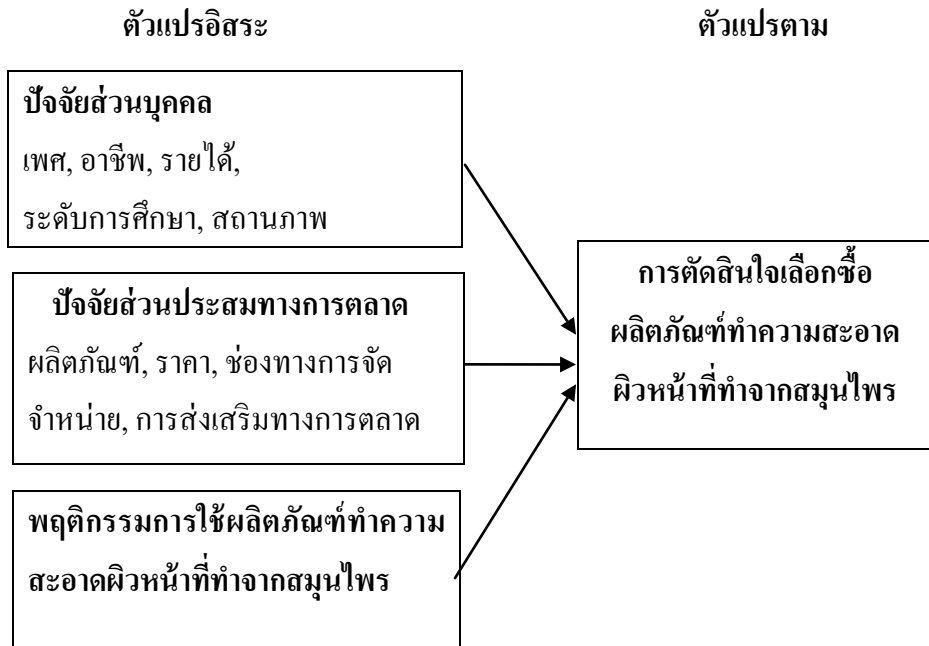 ตัวแปรอิสระ
ตัวแปรตาม
ปัจจัยส่วนบุคคล
เพศ, อาชีพ, รายได้,
ระดับการศึกษา, สถานภาพ
ปัจจัยส่วนประสมทางการตลาด
ผลิตภัณฑ์, ราคา, ช่องทางการจัด
จำหน่าย, การส่งเสริมทางการตลาด
พฤติกรรมการใช้ผลิตภัณฑ์ทำความ
สะอาดผิวหน้าที่ทำจากสมุนไพร
การตัดสินใจเลือกซื้อ
ผลิตภัณฑ์ทำความสะอาด
ผิวหน้าที่ทำจากสมุนไพร